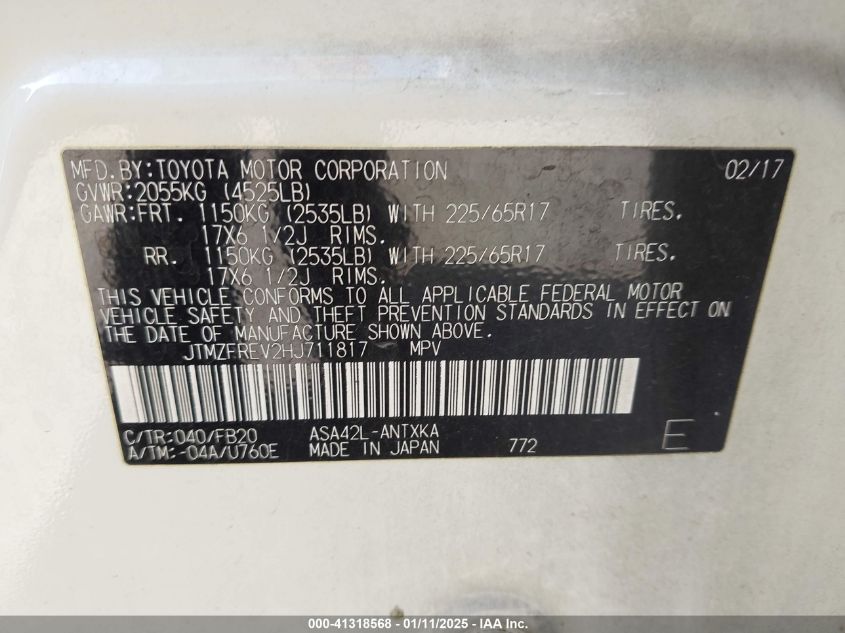 MFD.BY:TOYOTA MOTOR CORPORATION 02/17
GVWR:2055KG (4525LB)
GAWR:FRT. 1150KG (2535LB) WITH 225/65R17 TIRES.
17X6 1/2J RIMS.
RR. 1150KG (2535LB) WITH 225/65R17 TIRES.
17X6 1/2J RIMS.
THIS VEHICLE CONFORMS TO ALL APPLICABLE FEDERAL MOTOR
VEHICLE SAFETY AND THEFT PREVENTION STANDARDS IN EFFECT ON
THE DATE OF MANUFACTURE SHOWN ABOVE.
JTMZFREV2HJ711817 MPV
C/TR:040/FB20 ASA42L-ANTXKA
A/TM:-04A/U760E MADE IN JAPAN 772 E
000-41318568 - 01/11/2025 - IAA, Inc.